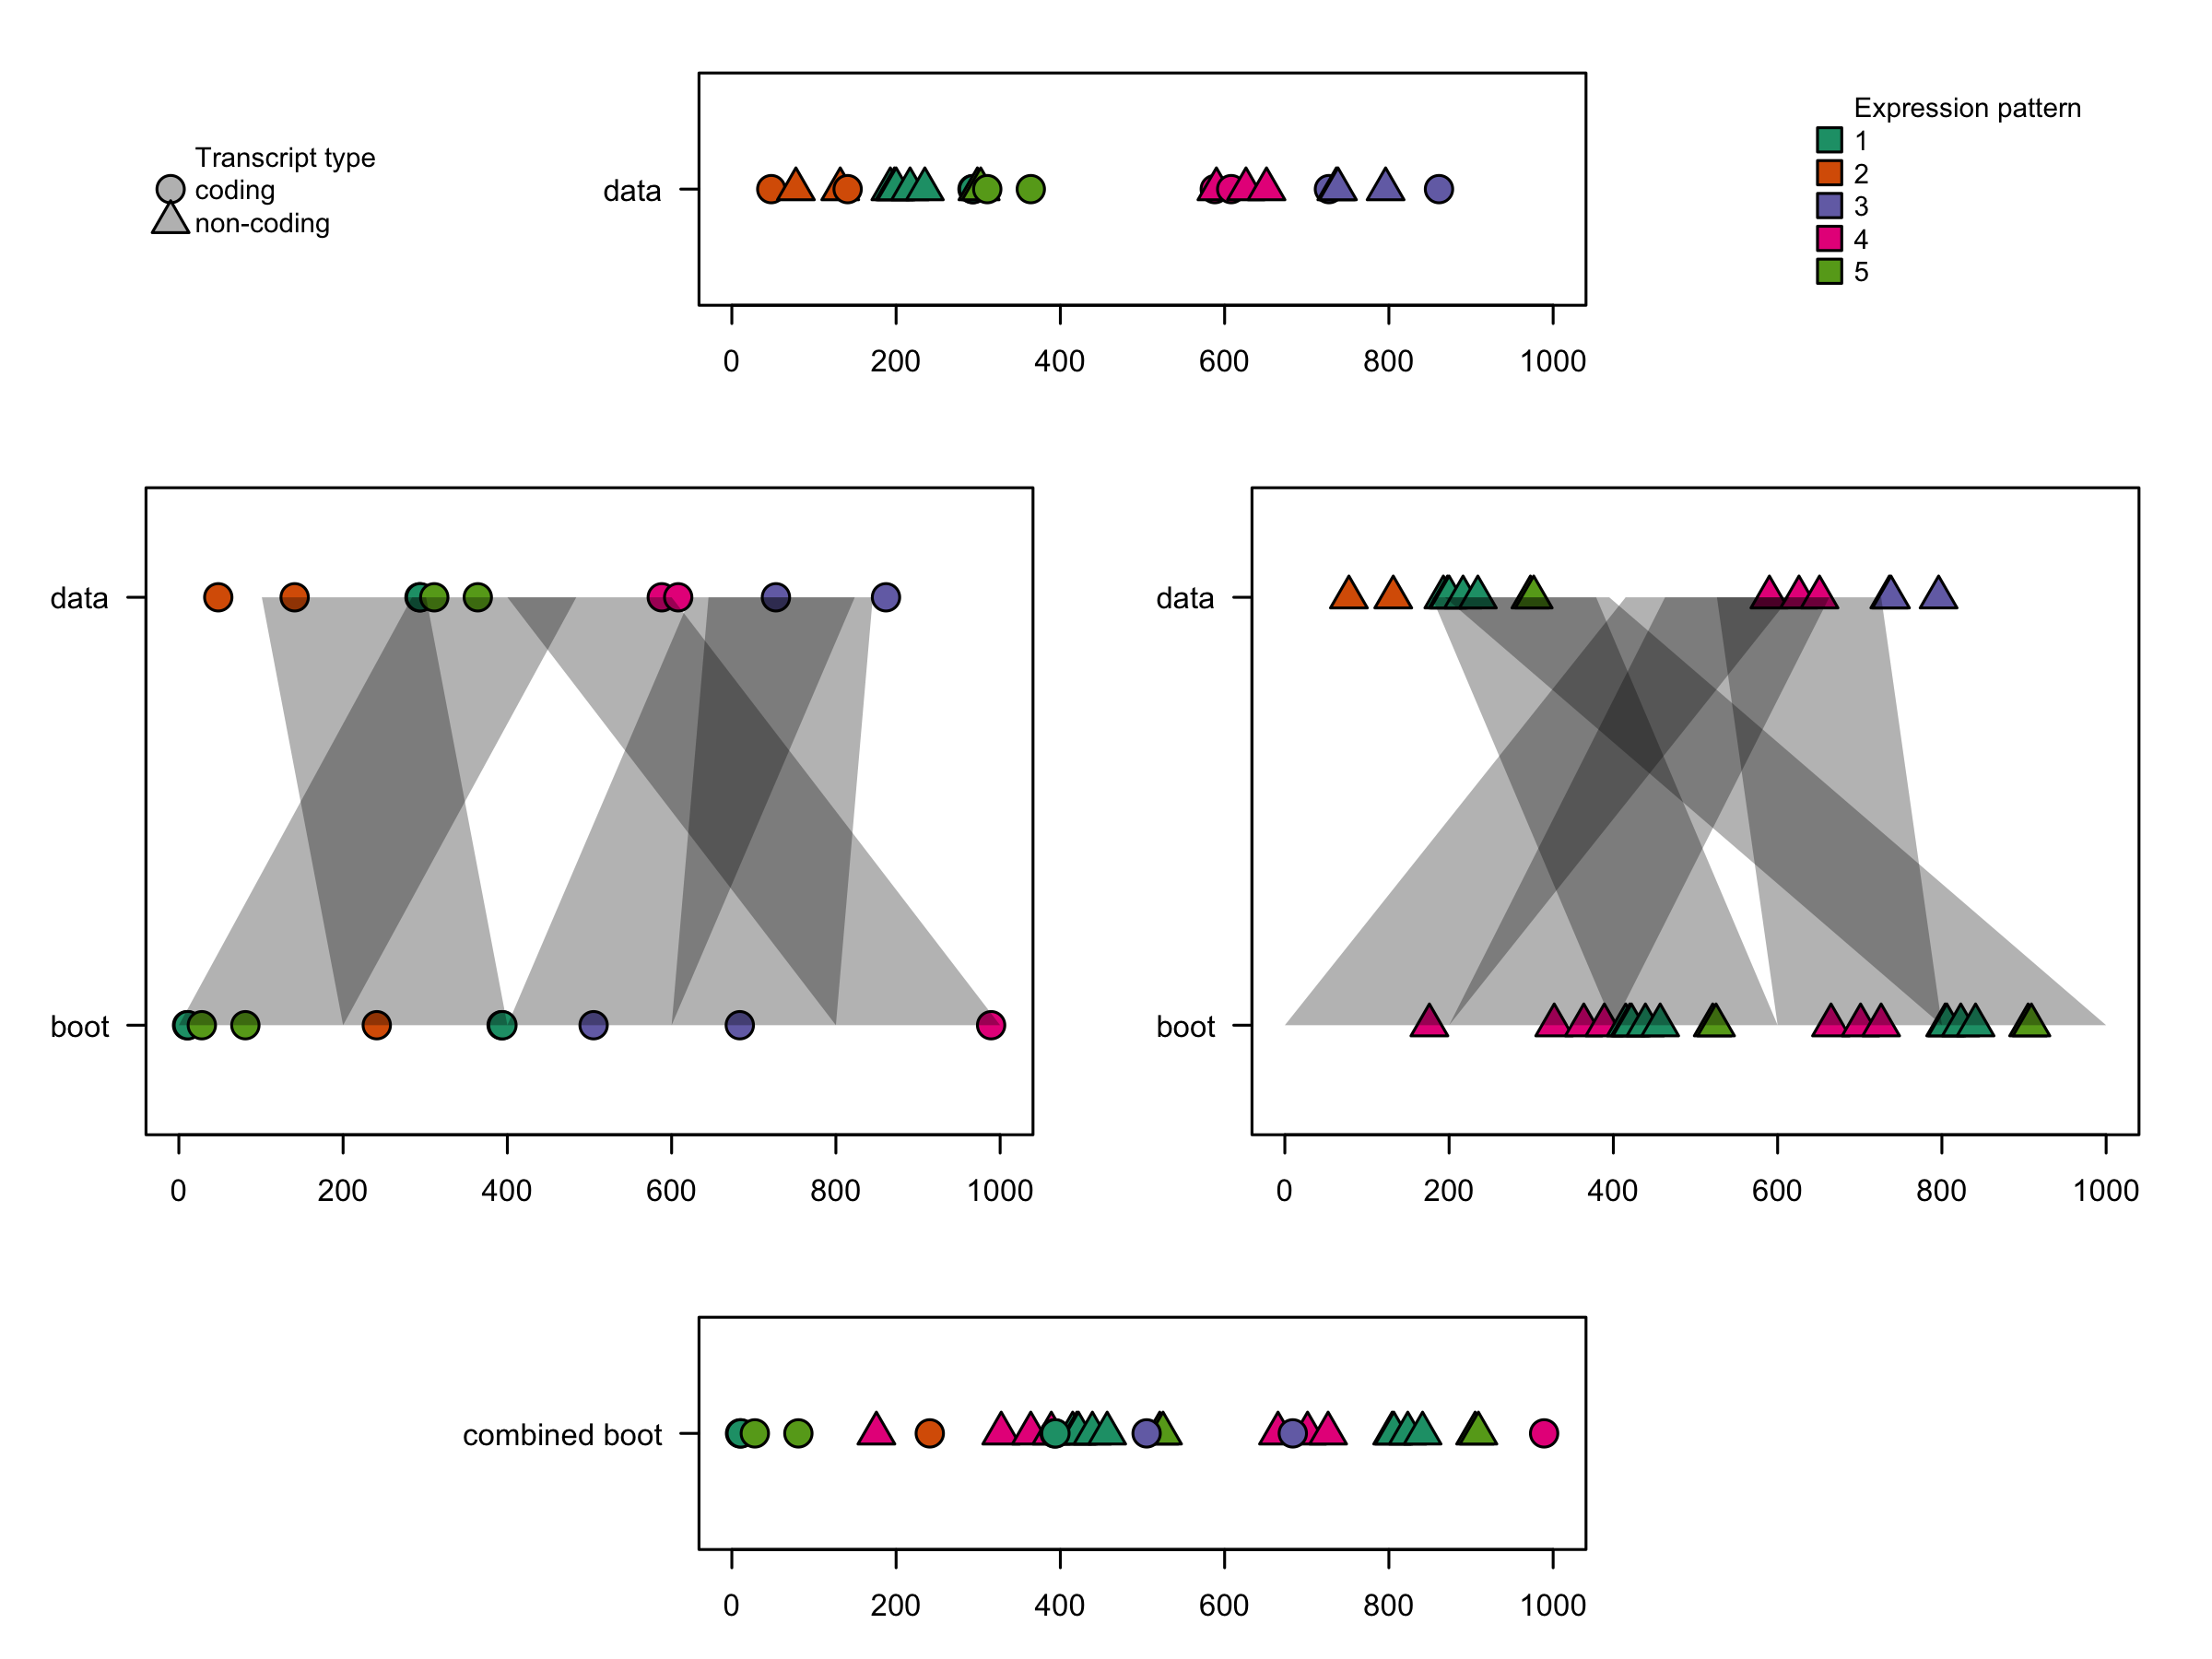 Transcript type
coding
non-coding
Expression pattern
1
2
3
4
5
data
0 200 400 600 800 1000
data
boot
0 200 400 600 800 1000
data
boot
0 200 400 600 800 1000
combined boot
0 200 400 600 800 1000